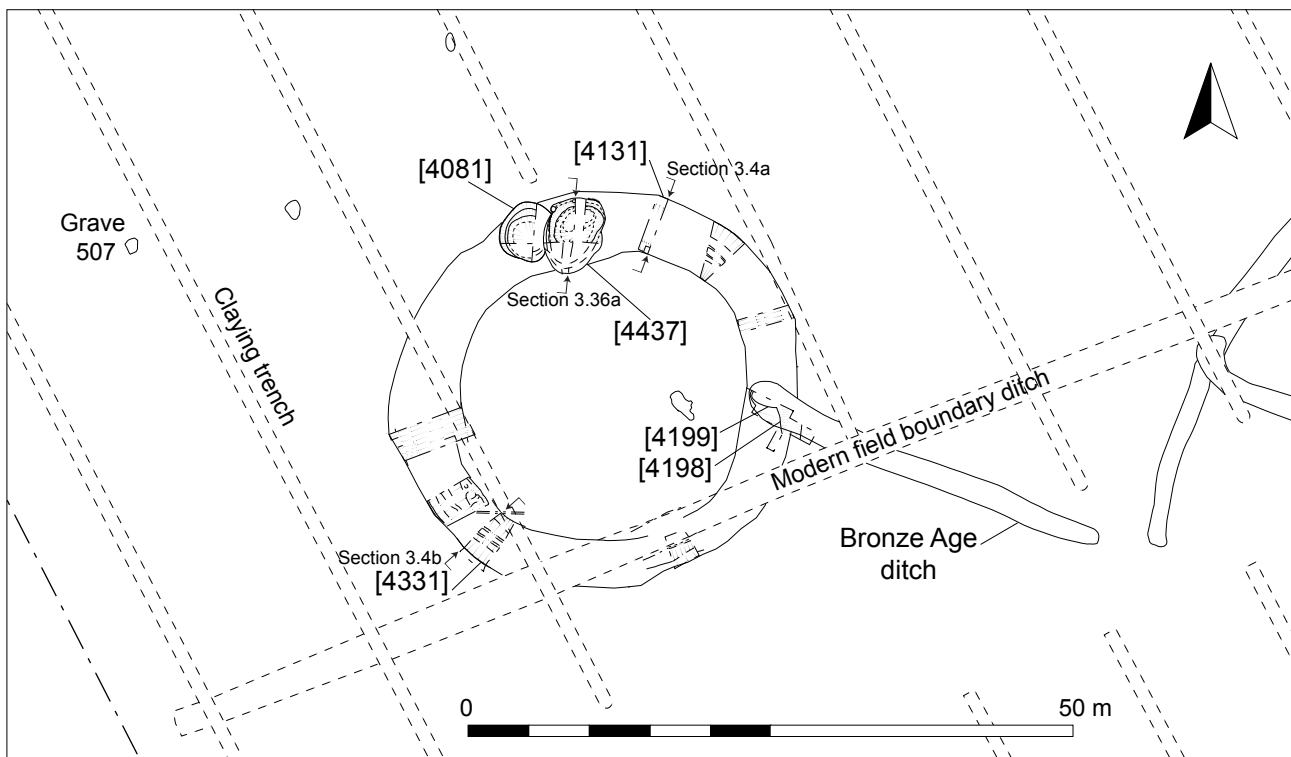 [4131]
Section 3.4a
[4081]
Grave
507
Section 3.36a
[4437]
Claying trench
[4199]
[4198]
Modern field boundary ditch
Bronze Age
ditch
Section 3.4b
[4331]
0
50 m